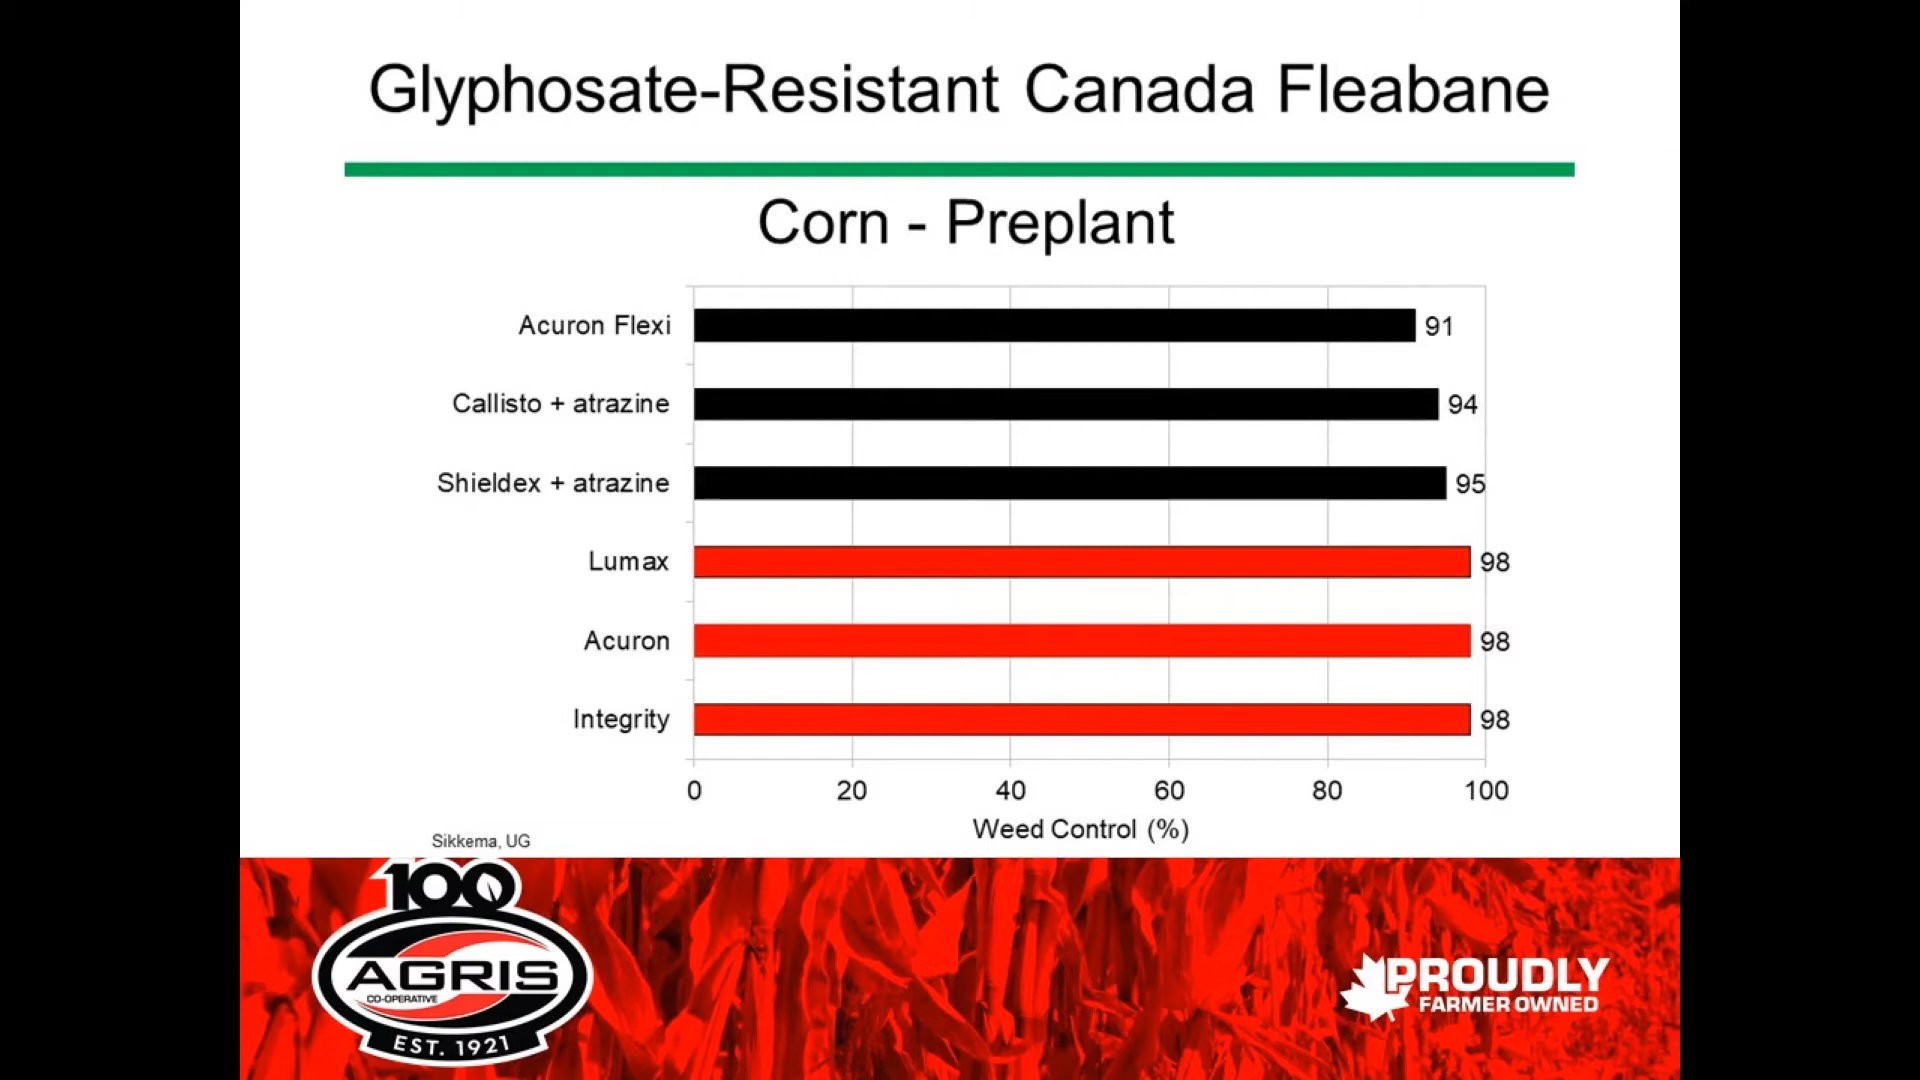 Glyphosate-Resistant Canada Fleabane
Corn - Preplant
Acuron Flexi 91
Callisto + atrazine 94
Shieldex + atrazine 95
Lumax 98
Acuron 98
Integrity 98
0 20 40 60 80 100
Weed Control (%)
Sikkema, UG
100
AGRIS
CO-OPERATIVE
EST. 1921
PROUDLY
FARMER OWNED